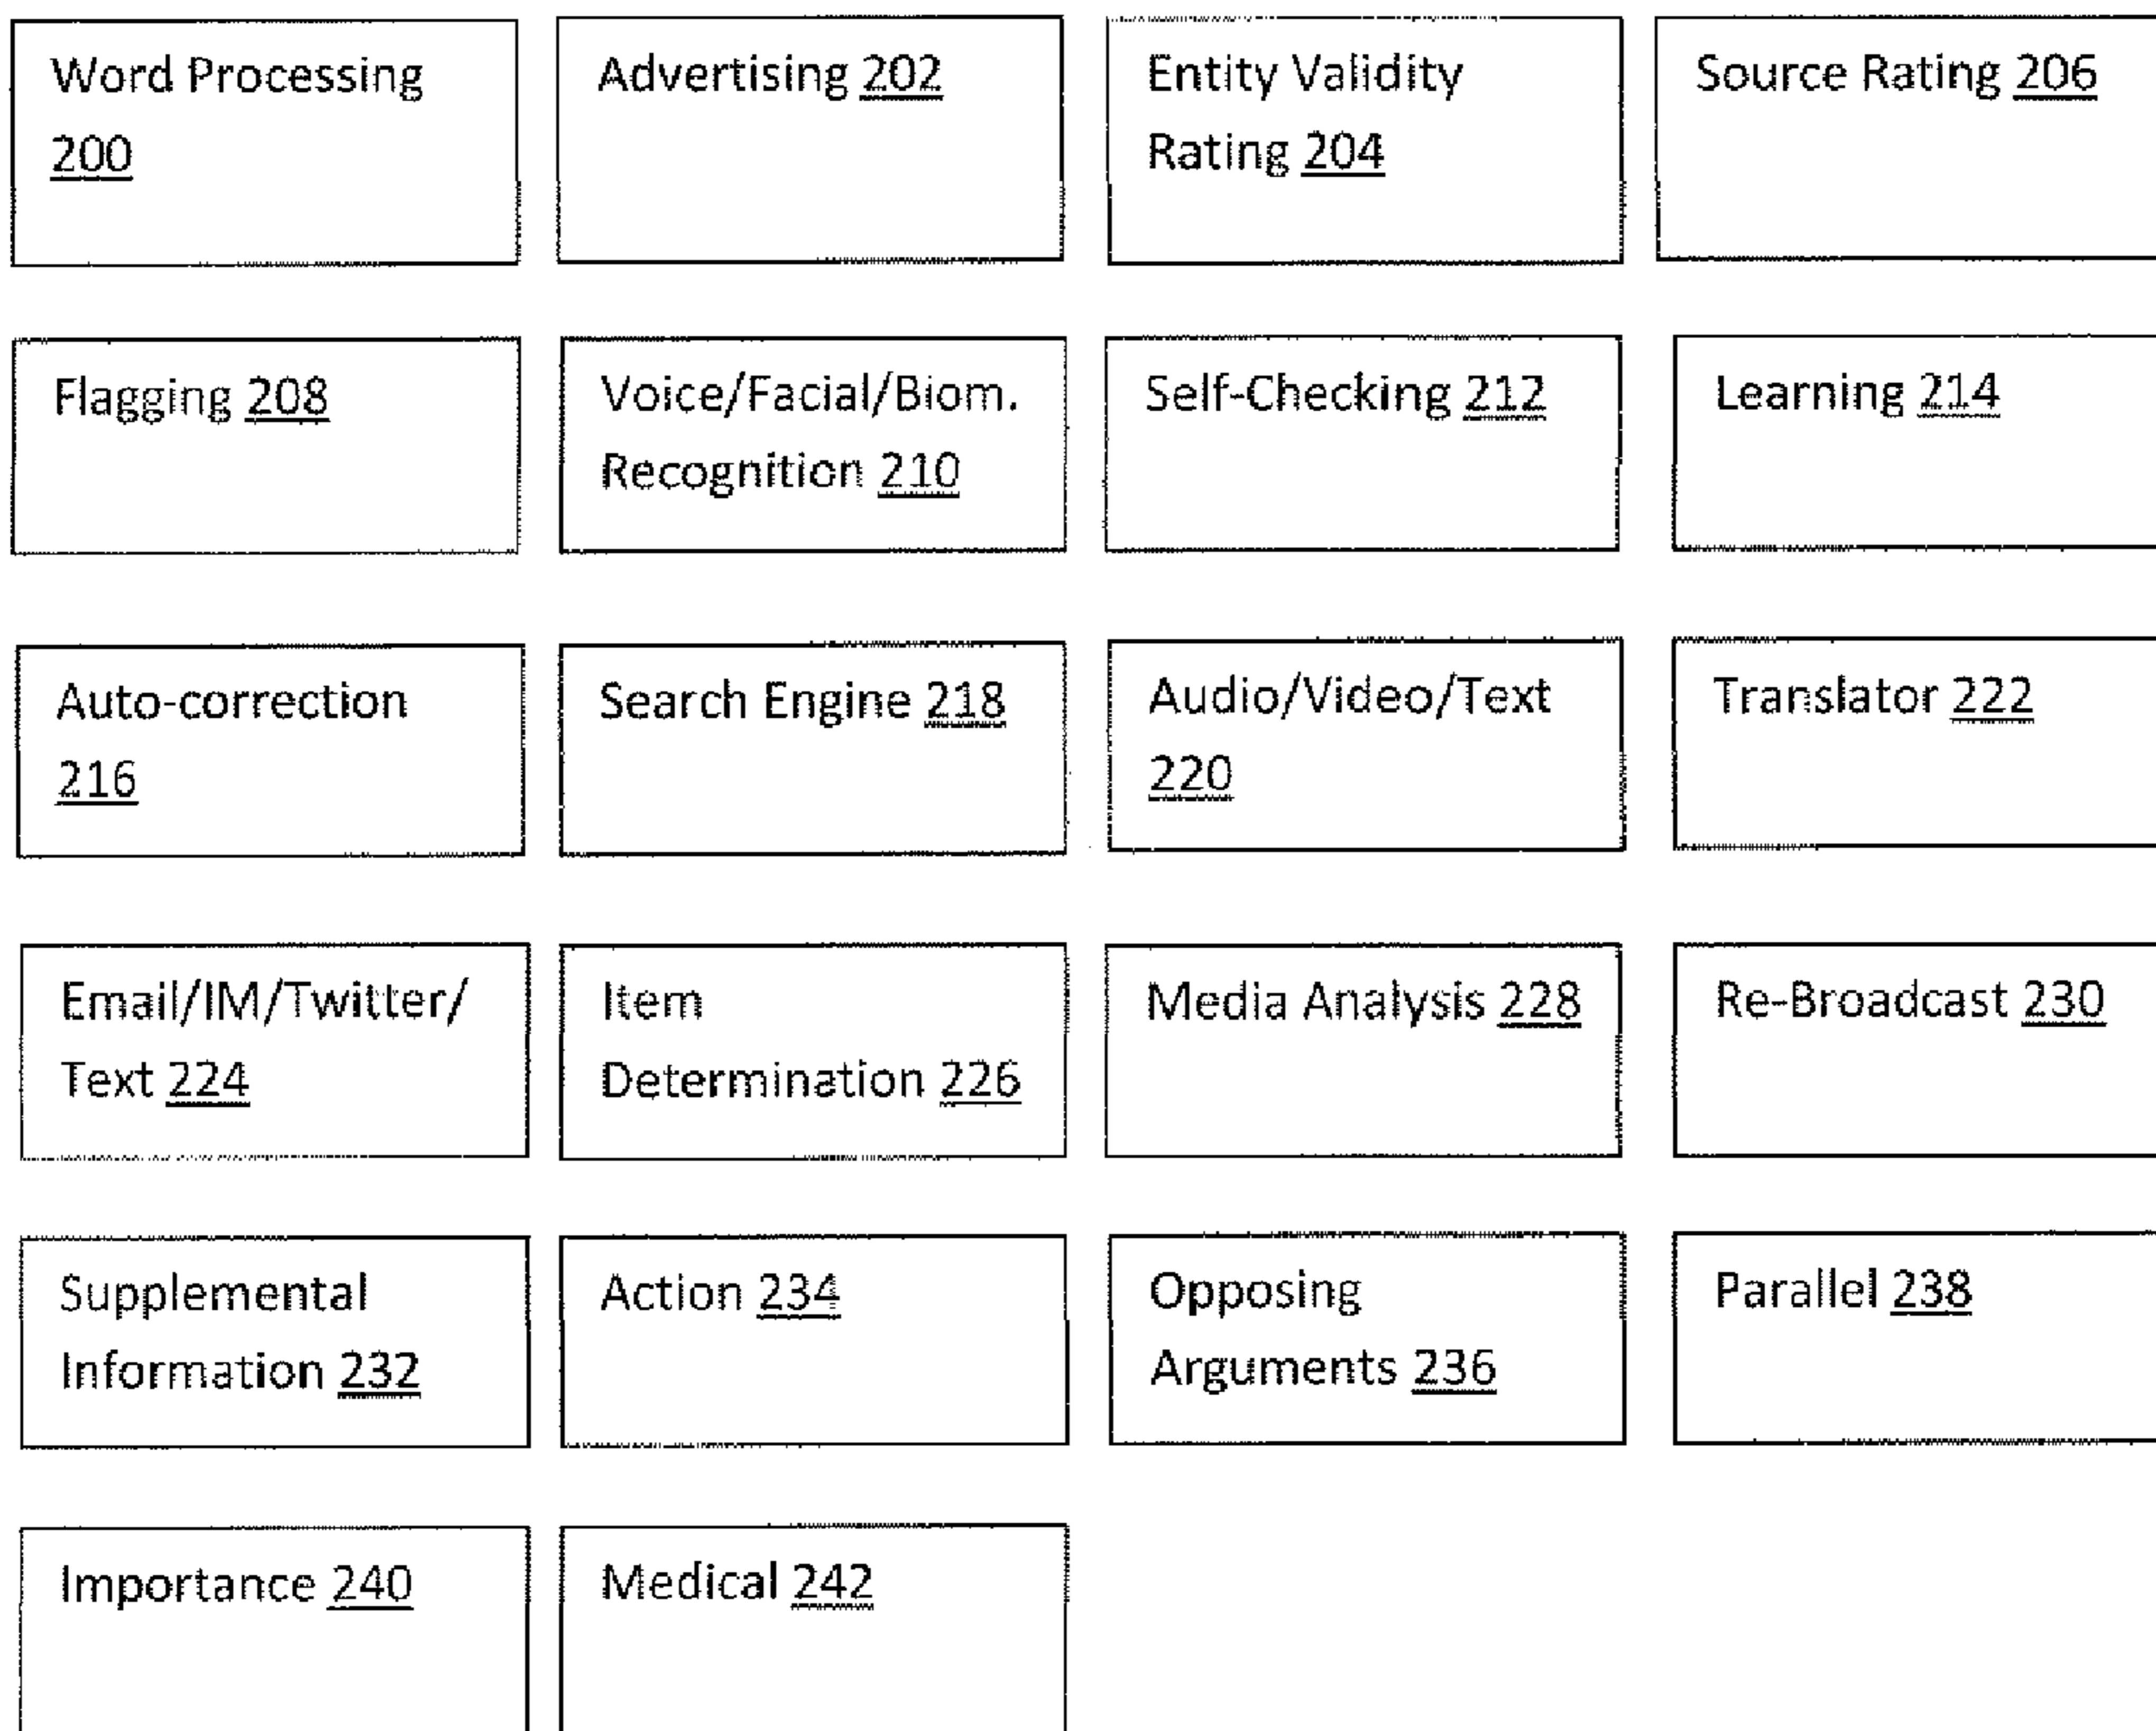 Word Processing
200
Advertising 202
Entity Validity
Rating 204
Source Rating 206
Flagging 208
Voice/Facial/Biom.
Recognition 210
Self-Checking 212
Learning 214
Auto-correction
216
Search Engine 218
Audio/Video/Text
220
Translator 222
Email/IM/Twitter/
Text 224
Item
Determination 226
Media Analysis 228
Re-Broadcast 230
Supplemental
Information 232
Action 234
Opposing
Arguments 236
Parallel 238
Importance 240
Medical 242